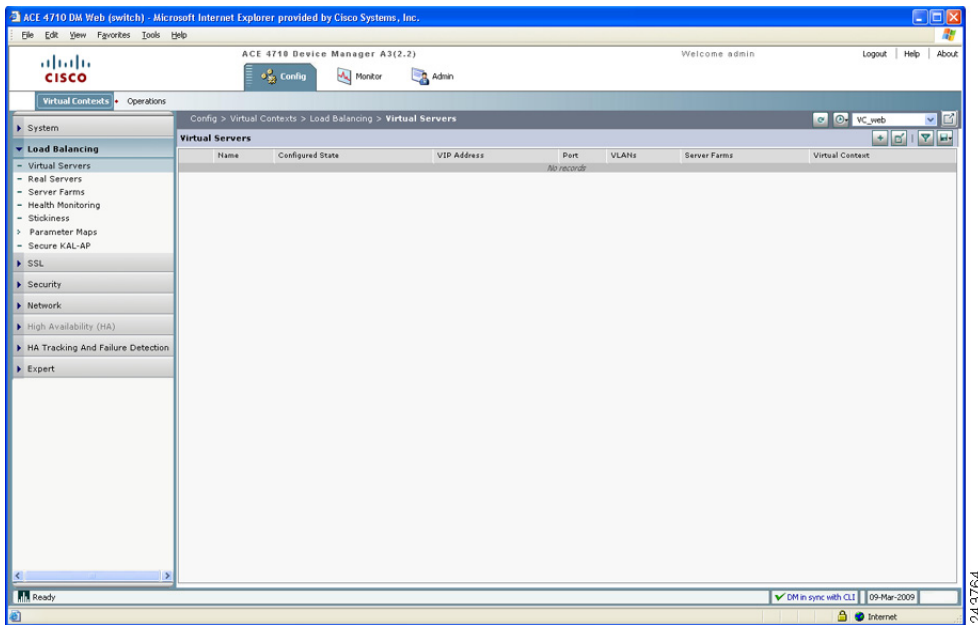 ACE 4710 DM Web (switch) - Microsoft Internet Explorer provided by Cisco Systems, Inc.
File Edit View Favorites Tools Help
CISCO
ACE 4710 Device Manager A3(2.2)
Welcome admin
Logout | Help | About
Config
Monitor
Admin
Virtual Contexts
Operations
System
Load Balancing
Virtual Servers
Real Servers
Server Farms
Health Monitoring
Stickiness
Parameter Maps
Secure KAL-AP
SSL
Security
Network
High Availability (HA)
HA Tracking And Failure Detection
Expert
Config > Virtual Contexts > Load Balancing > Virtual Servers
VC_web
Virtual Servers
Name Configured State VIP Address Port VLANs Server Farms Virtual Context
No records
Ready
DM in sync with CLI
09-Mar-2009
Internet
243764